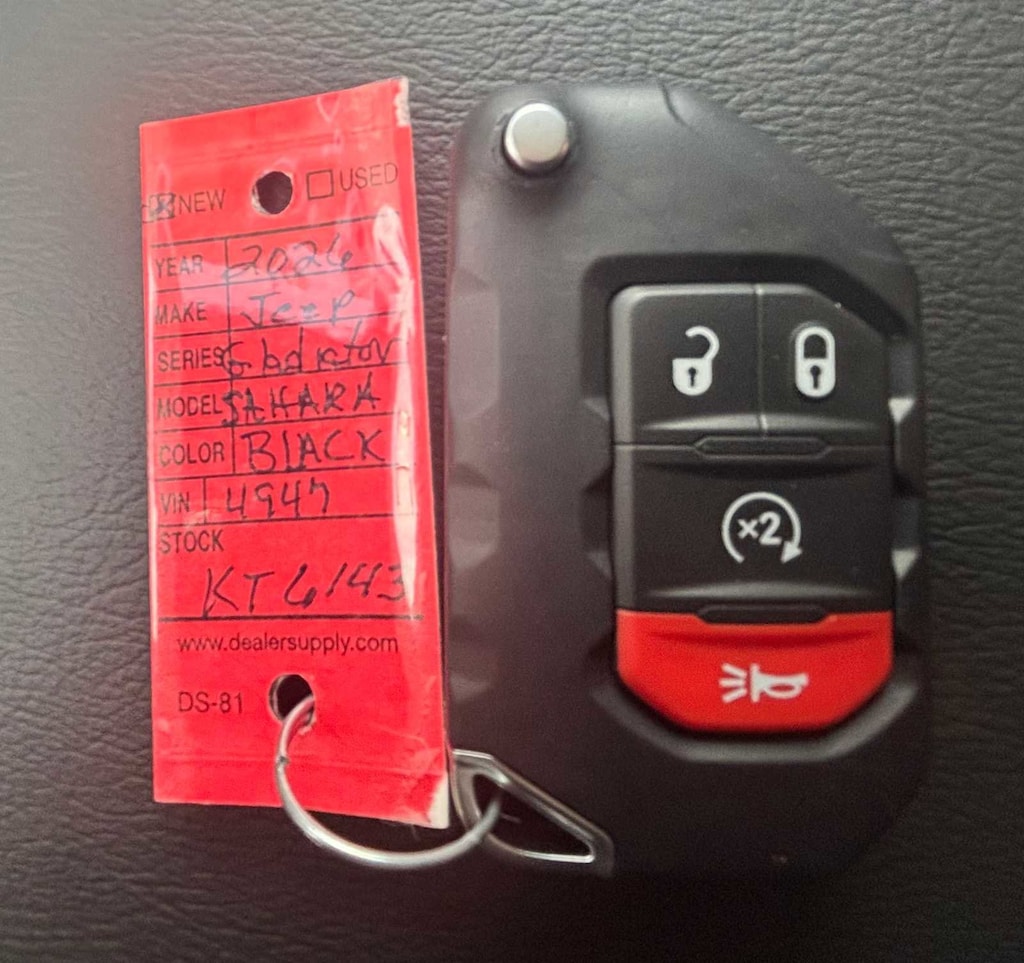 NEW USED
YEAR 2026
MAKE Jeep
SERIES Gladiator
MODEL SAHARA
COLOR BLACK
VIN 4947
STOCK
KT6143
www.dealersupply.com
DS-81
×2